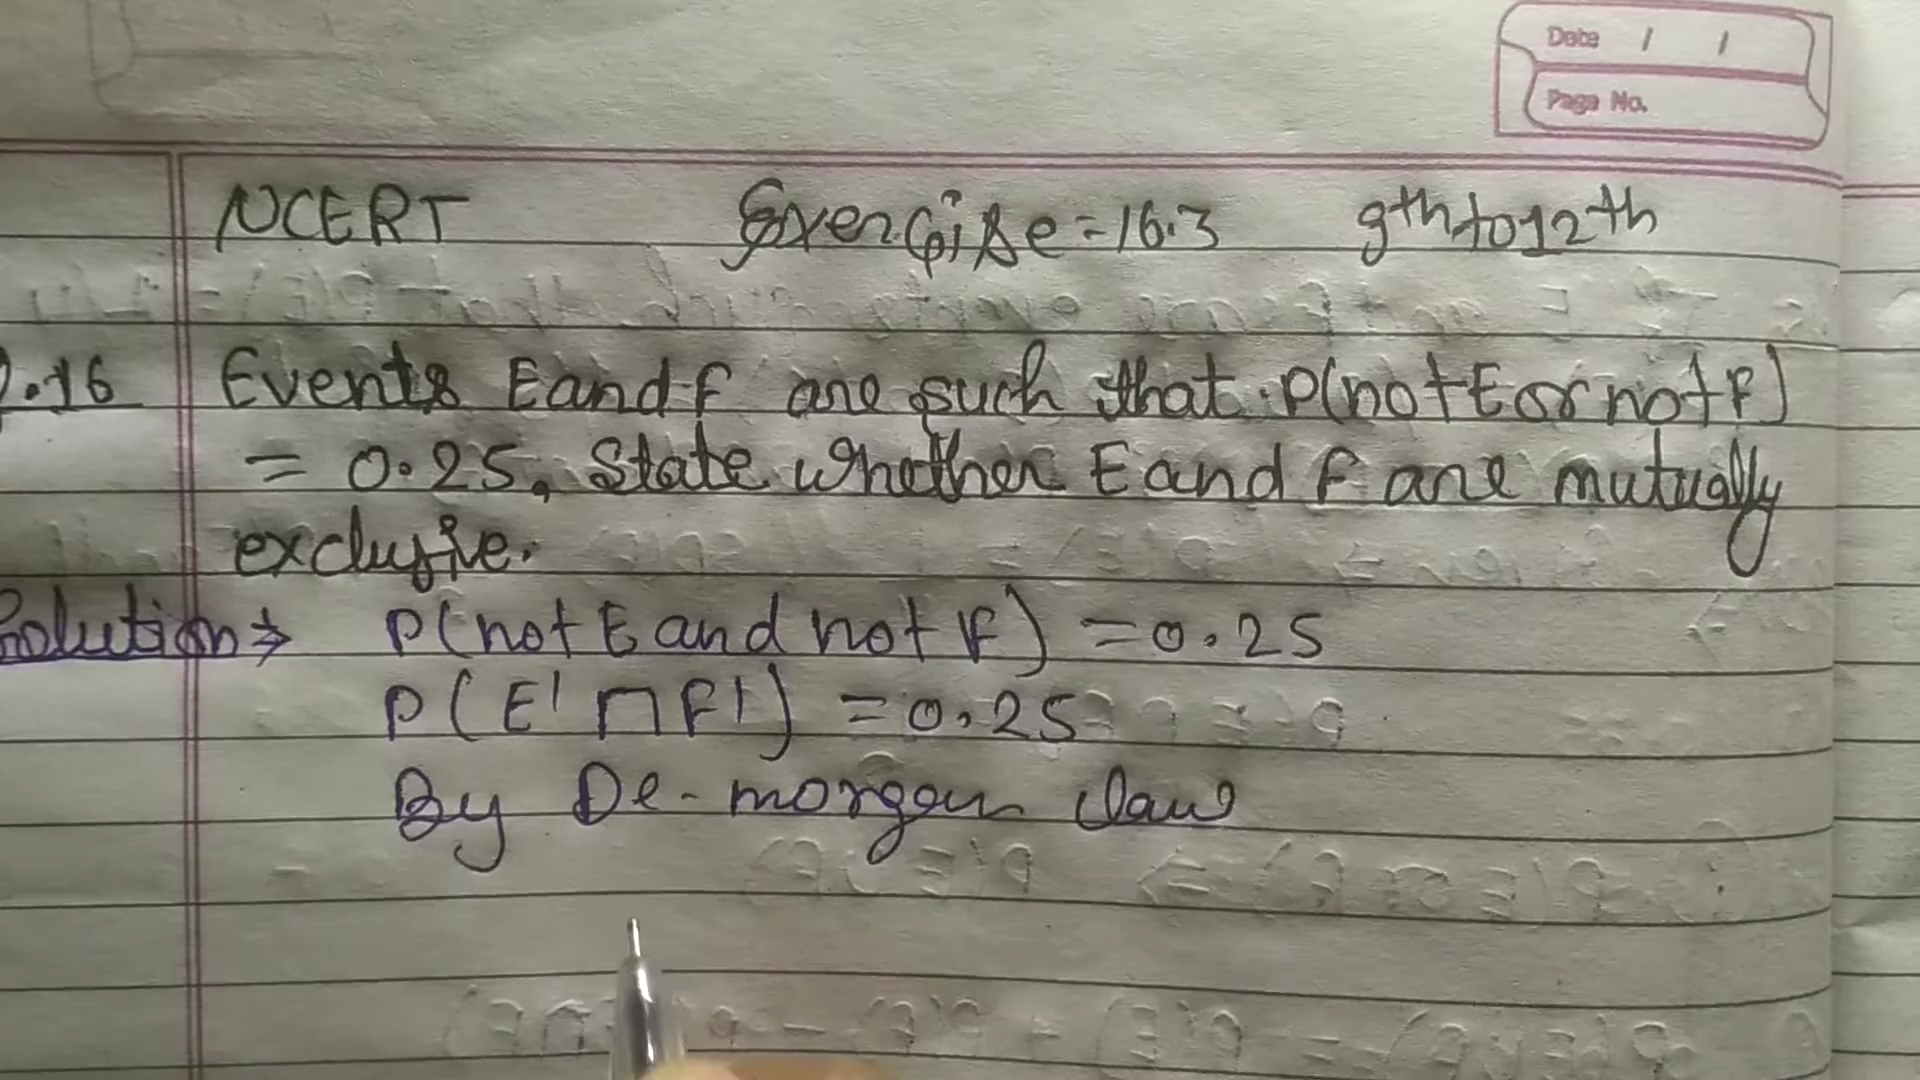 Date / /
Page No.
NCERT Exercise = 16.3 9th to 12th
.16 Events E and F are such that P(not E or not F)
= 0.25, State whether E and F are mutually
exclusive.
Solution ⇒ P(not E and not F) = 0.25
P(E' ∩ F') = 0.25
By De-morgan law